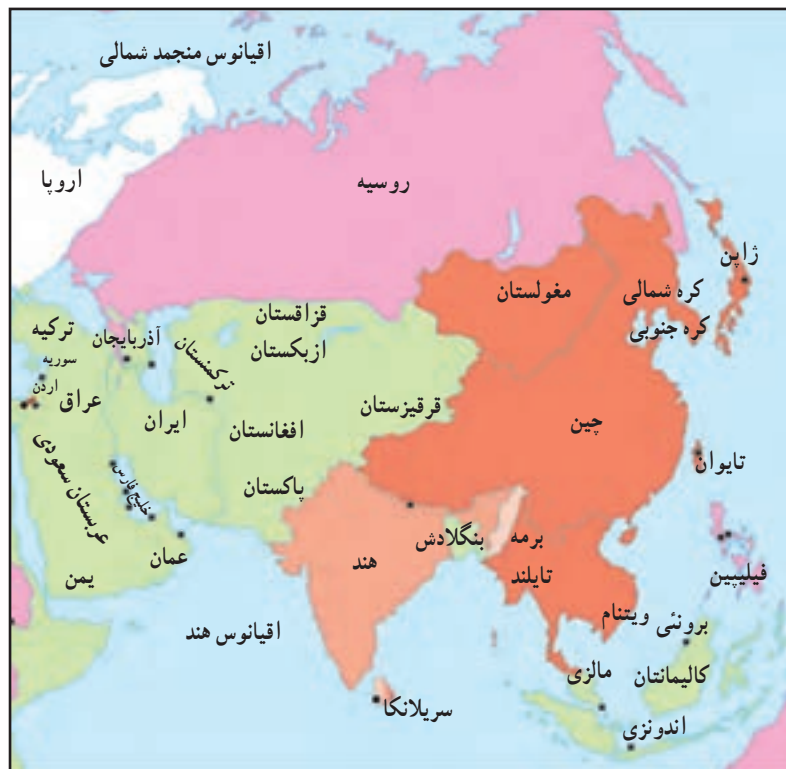 اقیانوس منجمد شمالی
اروپا
روسیه
ژاپن
مغولستان
کره شمالی
کره جنوبی
قزاقستان
ازبکستان
ترکیه
آذربایجان
ترکمنستان
سوریه
اردن
عراق
ایران
افغانستان
قرقیزستان
چین
تایوان
عربستان سعودی
خلیج فارس
پاکستان
عمان
یمن
هند
بنگلادش
برمه
تایلند
فیلیپین
ویتنام
برونئی
اقیانوس هند
مالزی
کالیمانتان
سریلانکا
اندونزی